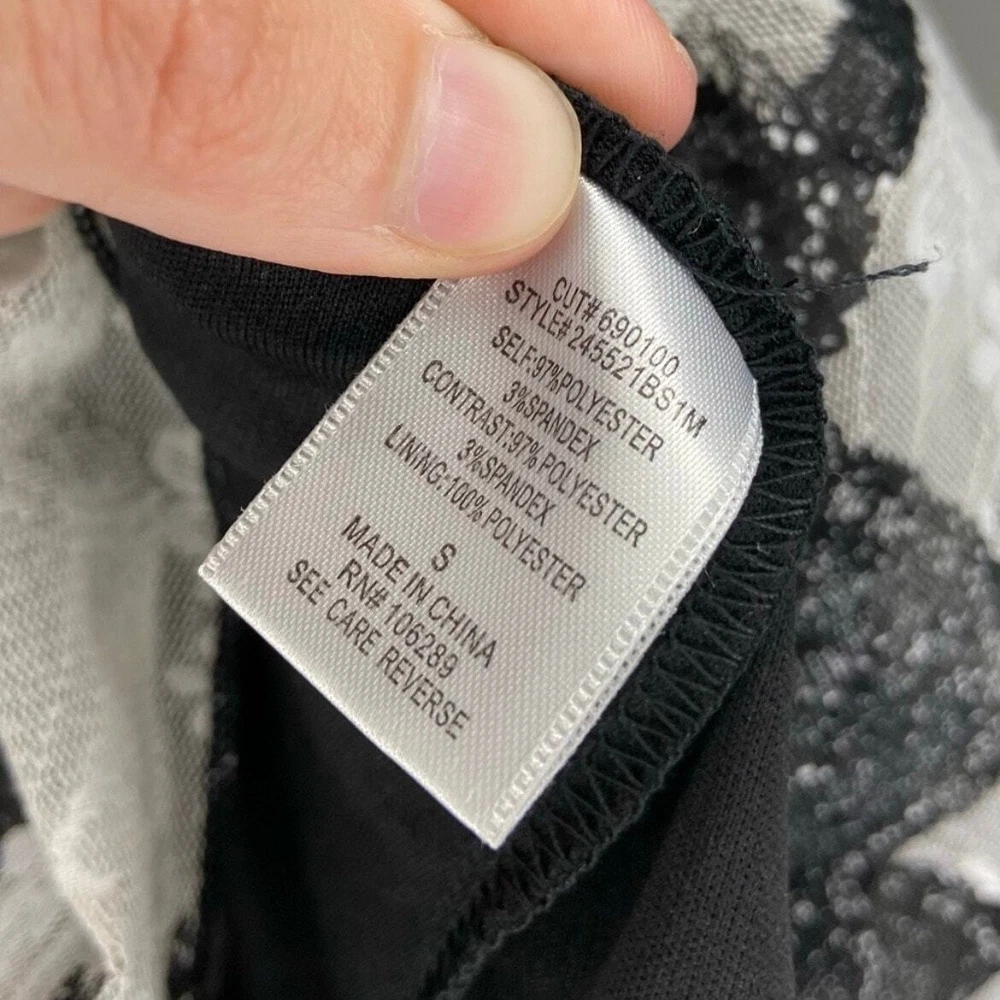 CUT#690100
STYLE#245521BS1M
SELF:97%POLYESTER
3%SPANDEX
CONTRAST:97%POLYESTER
3%SPANDEX
LINING:100%POLYESTER
S
MADE IN CHINA
RN# 106289
SEE CARE REVERSE